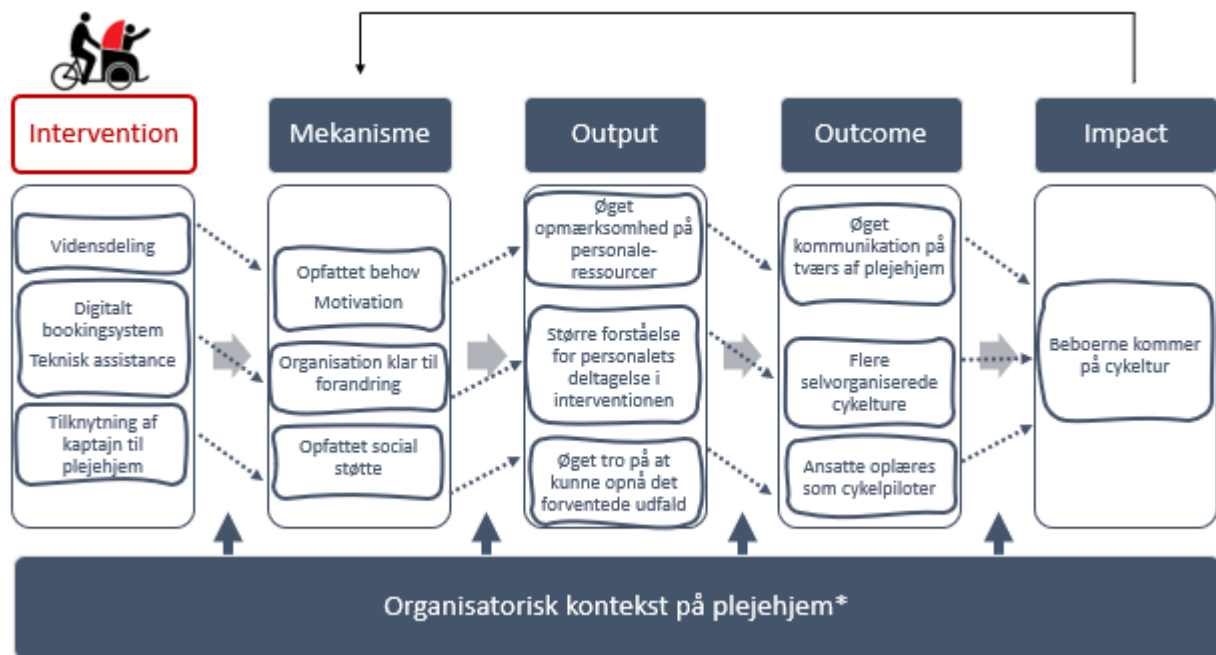 Intervention
Mekanisme
Output
Outcome
Impact
Vidensdeling
Digitalt
bookingsystem
Teknisk assistance
Tilknytning af
kaptajn til
plejehjem
Opfattet behov
Motivation
Organisation klar til
forandring
Opfattet social
støtte
Øget
opmærksomhed på
personale-
ressourcer
Større forståelse
for personalets
deltagelse i
interventionen
Øget tro på at
kunne opnå det
forventede udfald
Øget
kommunikation på
tværs af plejehjem
Flere
selvorganiserede
cykelture
Ansatte oplæres
som cykelpiloter
Beboerne kommer
på cykeltur
Organisatorisk kontekst på plejehjem*